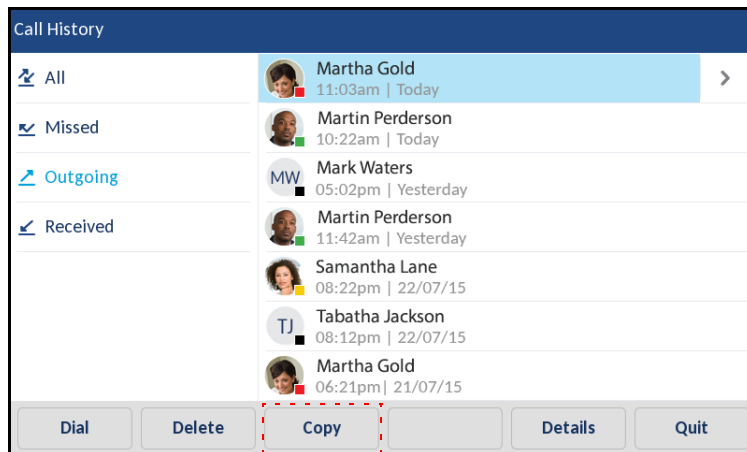 Call History
All
Missed
Outgoing
Received
Martha Gold
11:03am | Today
Martin Perderson
10:22am | Today
MW
Mark Waters
05:02pm | Yesterday
Martin Perderson
11:42am | Yesterday
Samantha Lane
08:22pm | 22/07/15
TJ
Tabatha Jackson
08:12pm | 22/07/15
Martha Gold
06:21pm| 21/07/15
Dial
Delete
Copy
Details
Quit